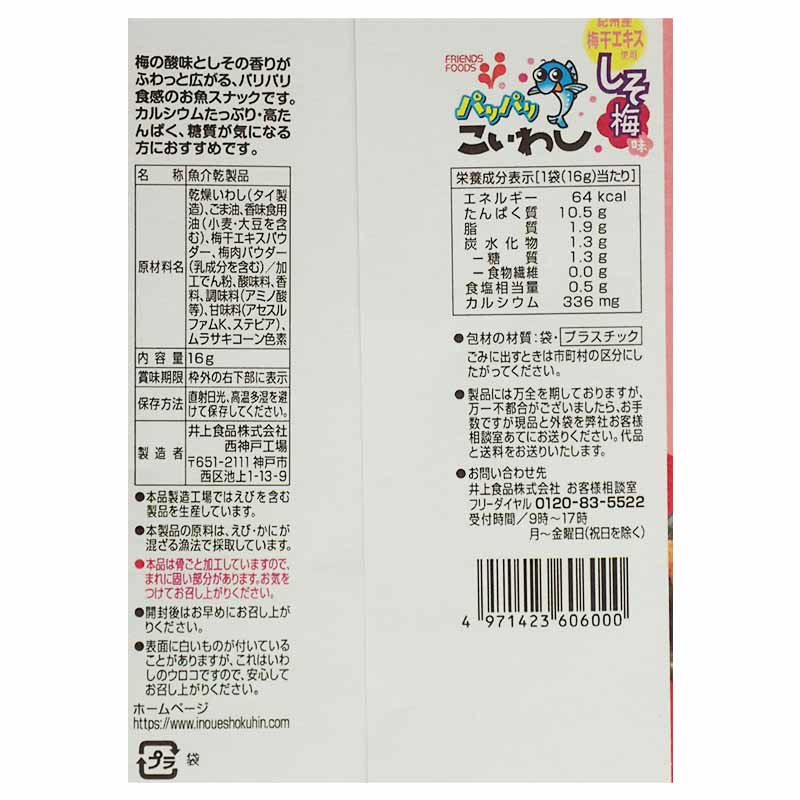 梅の酸味としその香りが
ふわっと広がる、パリパリ
食感のお魚スナックです。
カルシウムたっぷり・高た
んぱく、糖質が気になる
方におすすめです。
名称 魚介乾製品
原材料名 乾燥いわし(タイ製
造)、ごま油、香味食用
油(小麦・大豆を含
む)、梅干エキスパウ
ダー、梅肉パウダー
(乳成分を含む)/加
工でん粉、酸味料、香
料、調味料(アミノ酸
等)、甘味料(アセスル
ファムK、ステビア)、
ムラサキコーン色素
内容量 16g
賞味期限 枠外の右下部に表示
保存方法 直射日光、高温多湿を避
けて保存してください。
製造者 井上食品株式会社
西神戸工場
〒651-2111 神戸市
西区池上1-13-9
●本品製造工場ではえびを含む
製品を生産しています。
●本製品の原料は、えび・かにが
混ざる漁法で採取しています。
●本品は骨ごと加工していますので、
まれに固い部分があります。お気を
つけてお召し上がりください。
●開封後はお早めにお召し上が
りください。
●表面に白いものが付いている
ことがありますが、これはいわ
しのウロコですので、安心して
お召し上がりください。
ホームページ
https://www.inoueshokuhin.com
プラ 袋
紀州産
梅干エキス
使用
FRIENDS
FOODS
パリパリ
こいわし
しそ梅味
栄養成分表示[1袋(16g)当たり]
エネルギー 64 kcal
たんぱく質 10.5 g
脂質 1.9 g
炭水化物 1.3 g
ー糖質 1.3 g
ー食物繊維 0.0 g
食塩相当量 0.5 g
カルシウム 336 mg
●包材の材質:袋・プラスチック
ごみに出すときは市町村の区分にし
たがってください。
●製品には万全を期しておりますが、
万一不都合がございましたら、お手
数ですが現品と外袋を弊社お客様
相談室あてにお送りください。代品
と送料をお送りいたします。
●お問い合わせ先
井上食品株式会社 お客様相談室
フリーダイヤル 0120-83-5522
受付時間/9時〜17時
月〜金曜日(祝日を除く)
4 971423 606000